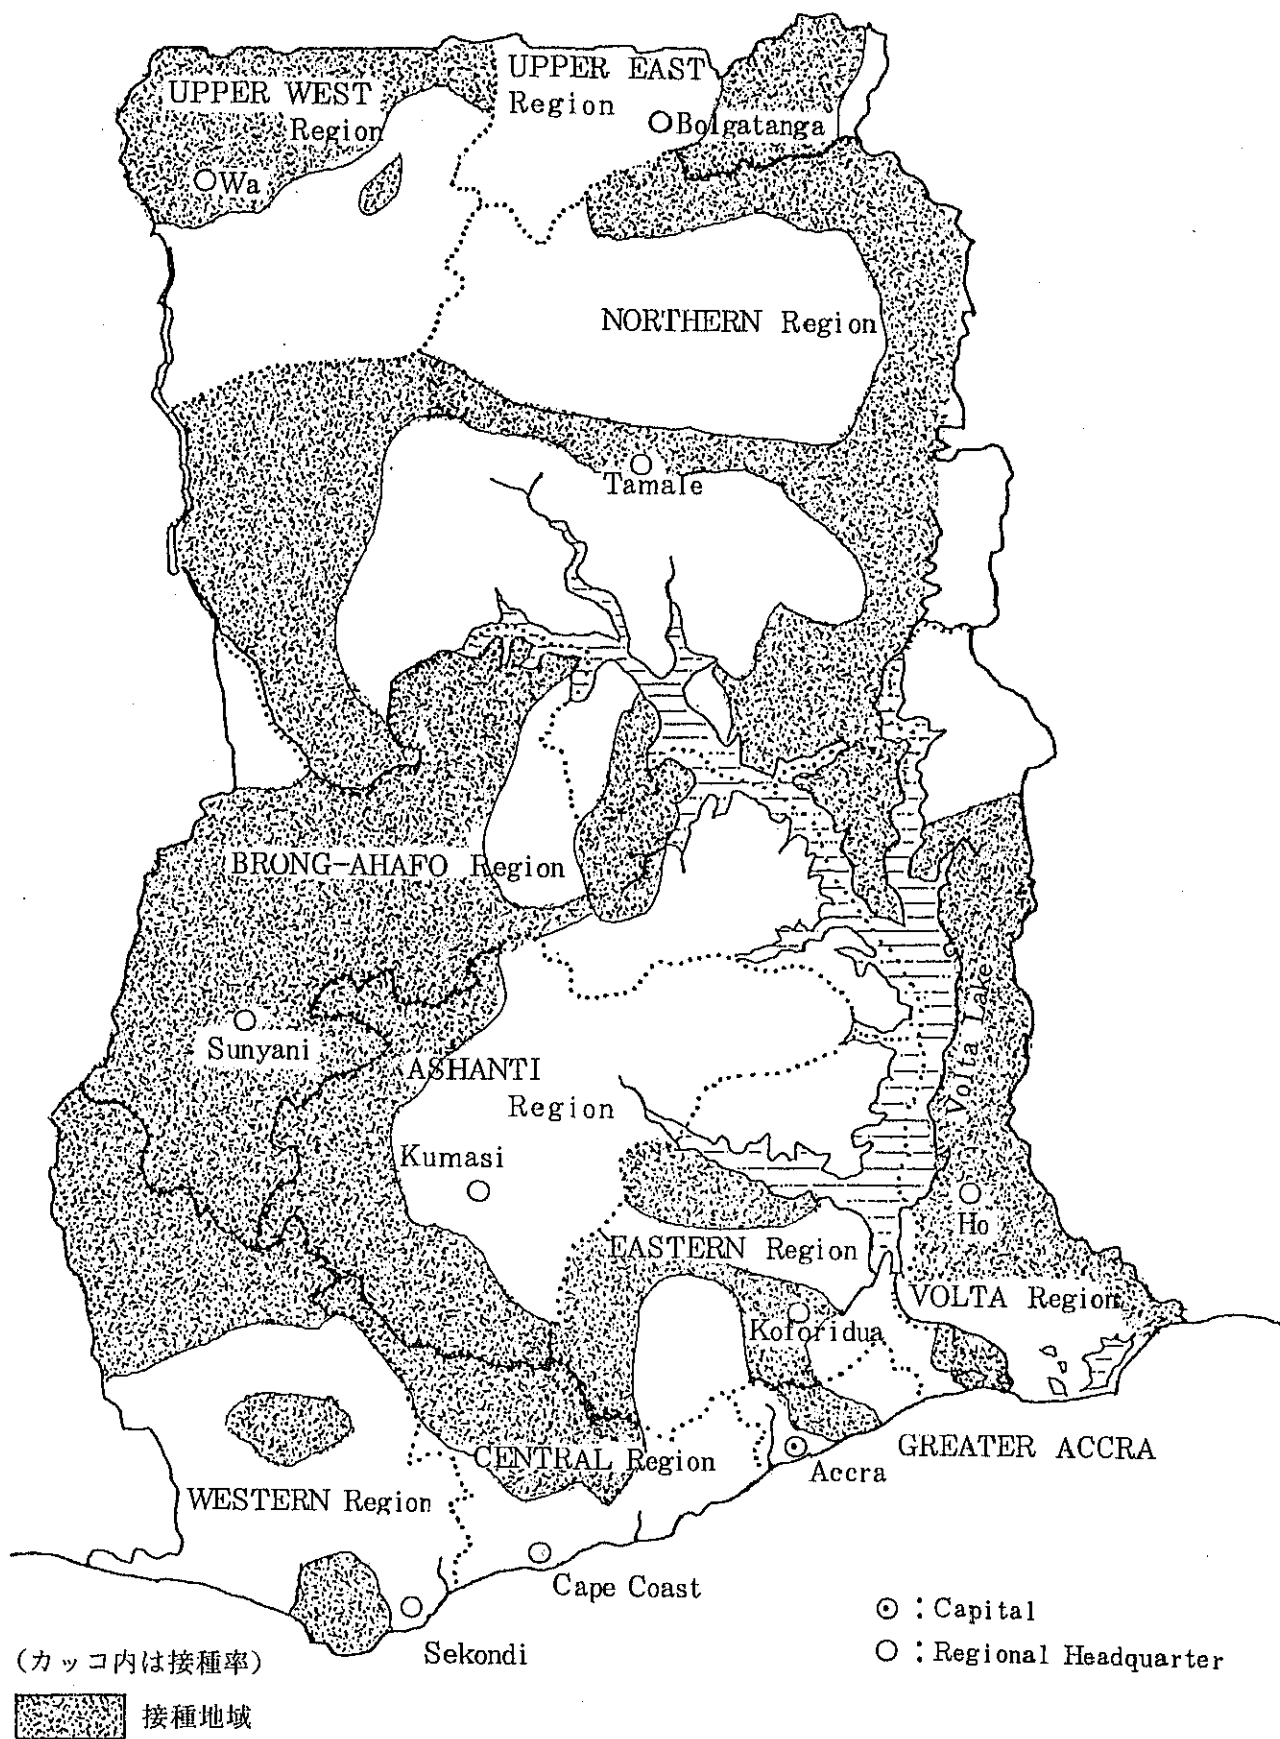 UPPER WEST
Region
UPPER EAST
Region
Bolgatanga
Wa
NORTHERN Region
Tamale
BRONG-AHAFO Region
Volta Lake
Sunyani
ASHANTI
Region
Kumasi
Ho
EASTERN Region
VOLTA Region
Koforidua
CENTRAL Region
GREATER ACCRA
Accra
WESTERN Region
Cape Coast
Sekondi
: Capital
: Regional Headquarter
(カッコ内は接種率)
接種地域